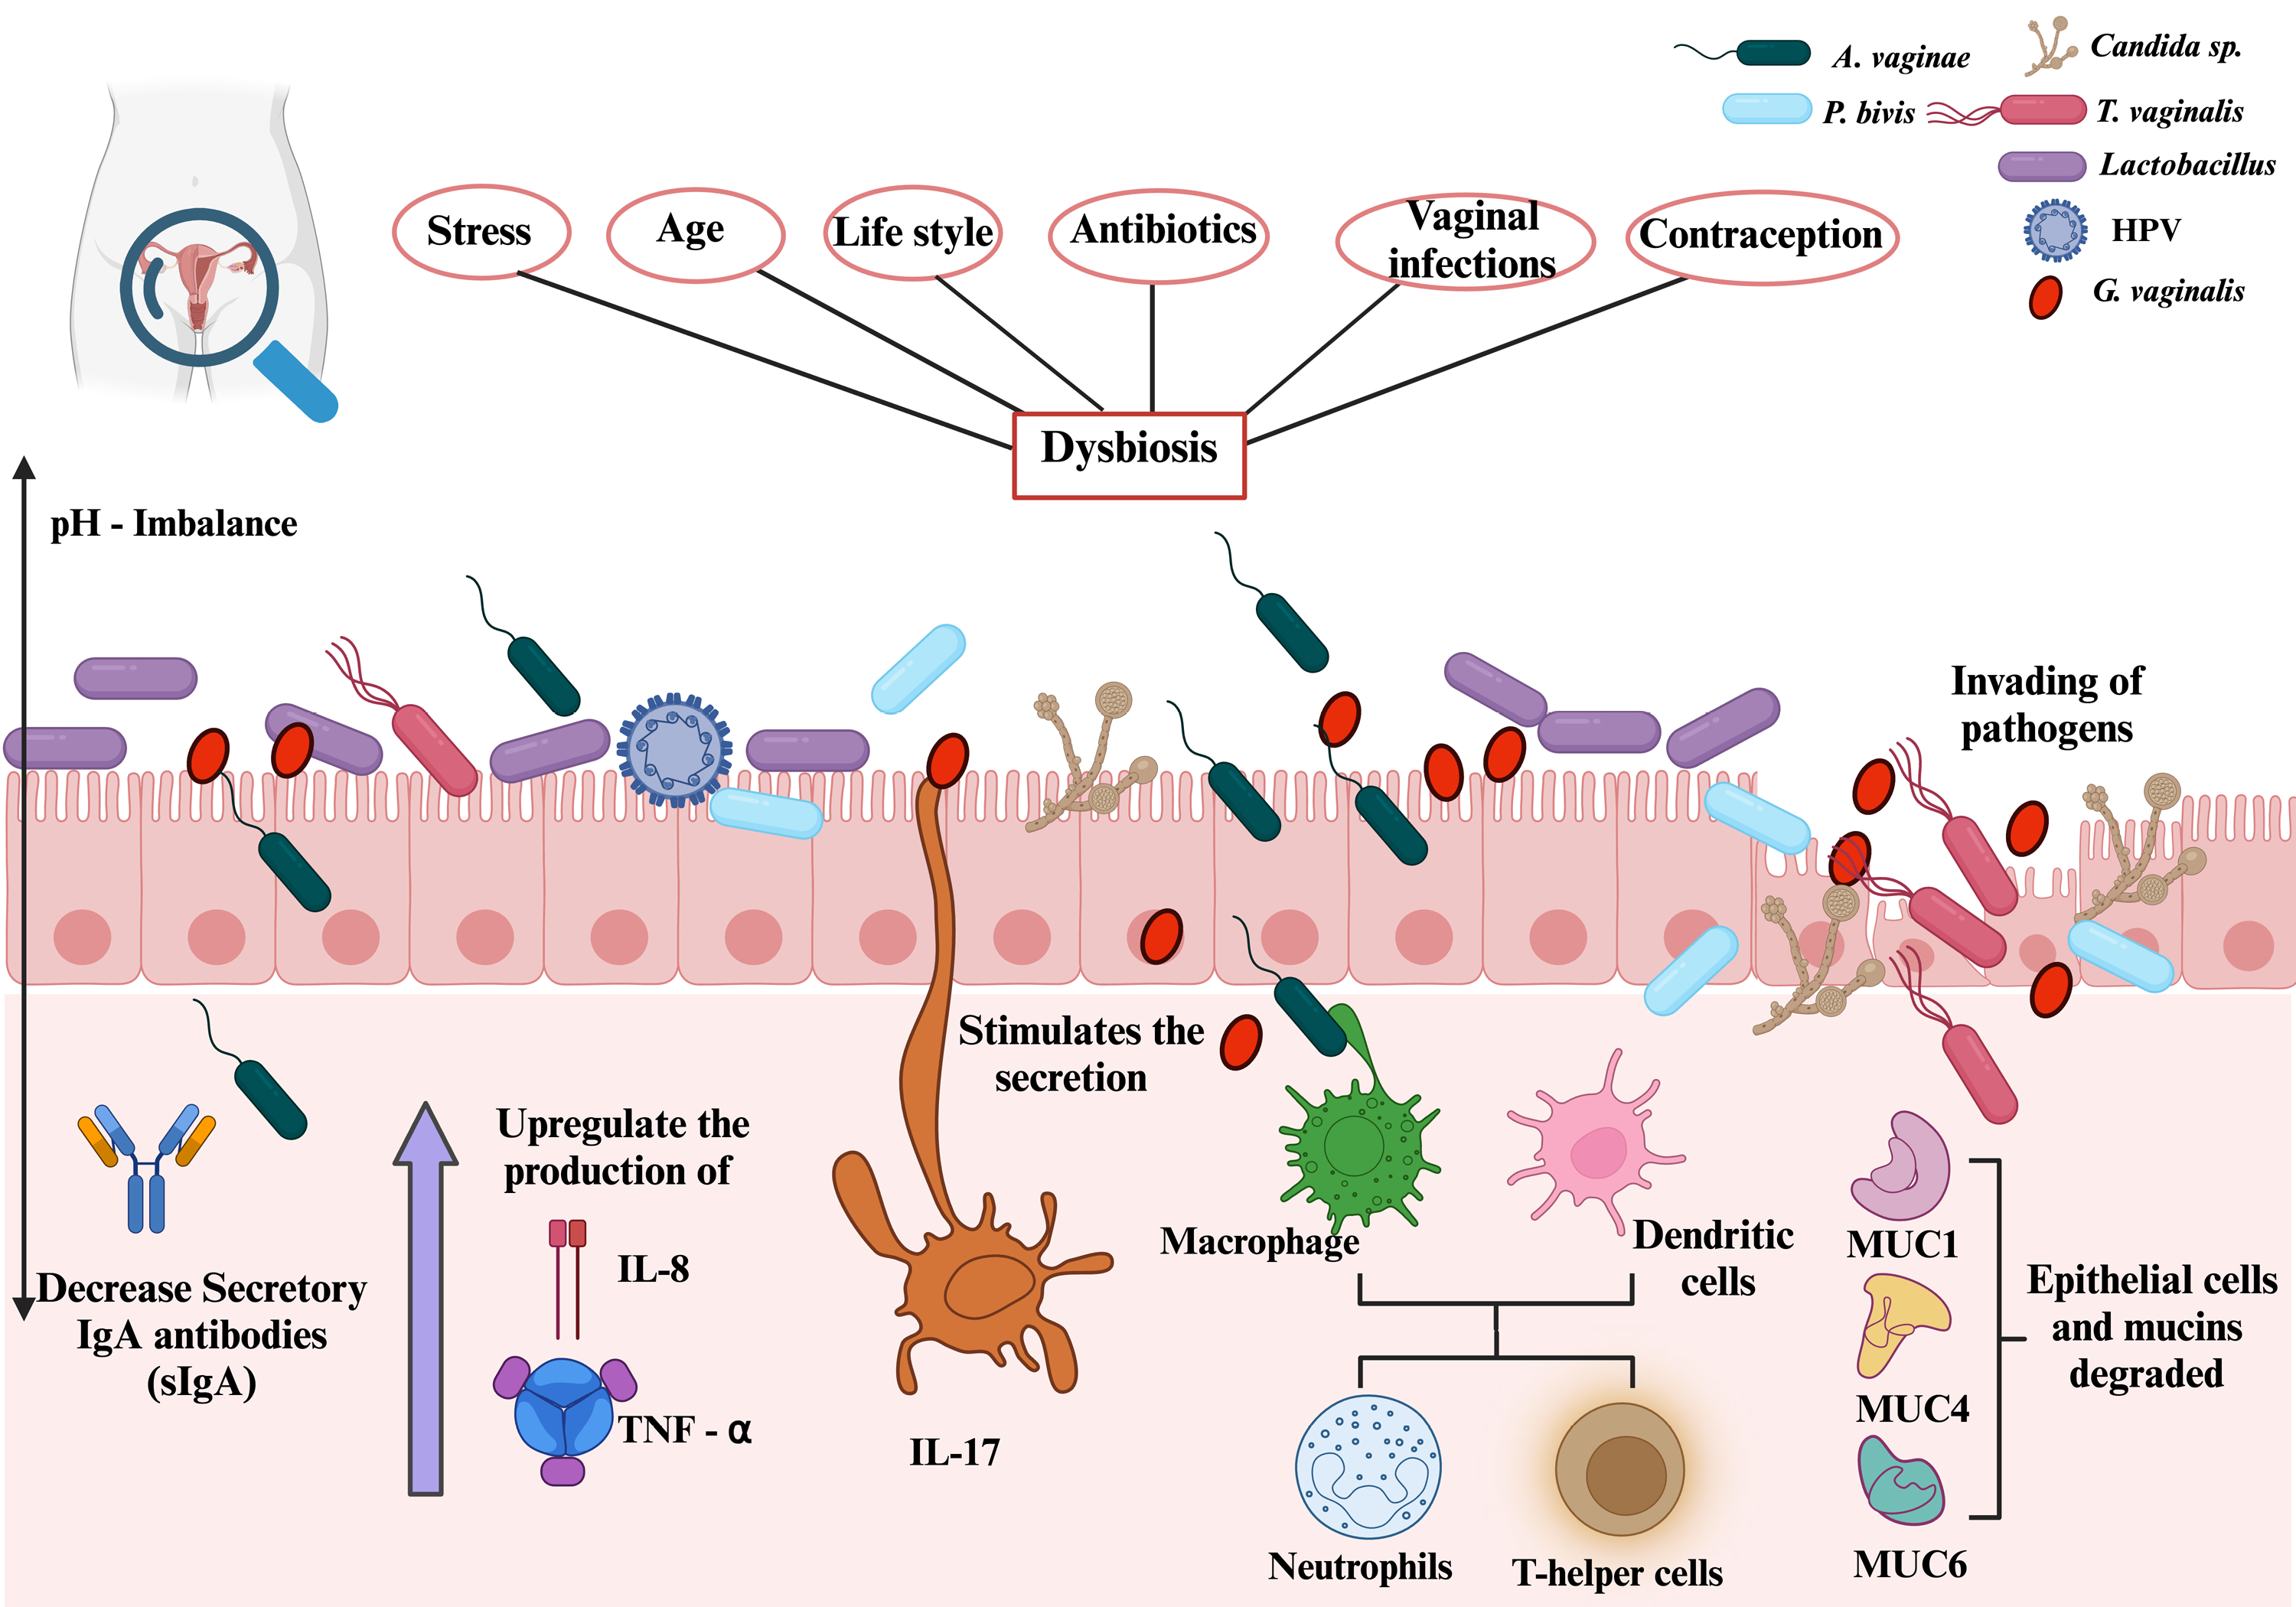 A. vaginae
Candida sp.
P. bivis
T. vaginalis
Lactobacillus
HPV
G. vaginalis
Stress
Age
Life style
Antibiotics
Vaginal
infections
Contraception
Dysbiosis
pH - Imbalance
Invading of
pathogens
Stimulates the
secretion
Upregulate the
production of
IL-8
TNF - α
Decrease Secretory
IgA antibodies
(sIgA)
IL-17
Macrophage
Dendritic
cells
Neutrophils
T-helper cells
MUC1
MUC4
MUC6
Epithelial cells
and mucins
degraded